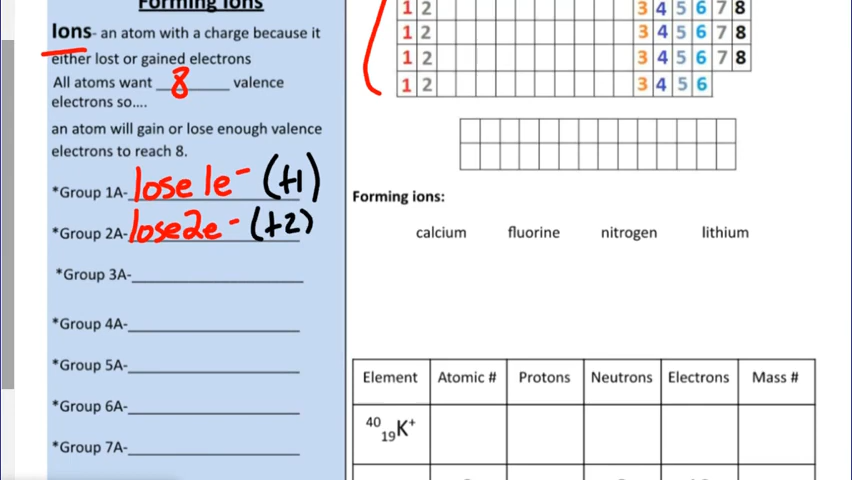 Forming Ions
Ions- an atom with a charge because it
either lost or gained electrons
All atoms want 8 valence
electrons so....
an atom will gain or lose enough valence
electrons to reach 8.
*Group 1A- lose 1e- (+1)
*Group 2A- lose 2e- (+2)
*Group 3A-
*Group 4A-
*Group 5A-
*Group 6A-
*Group 7A-
1 2 3 4 5 6 7 8
1 2 3 4 5 6 7 8
1 2 3 4 5 6 7 8
1 2 3 4 5 6
Forming ions:
calcium fluorine nitrogen lithium
Element Atomic # Protons Neutrons Electrons Mass #
40 19 K+